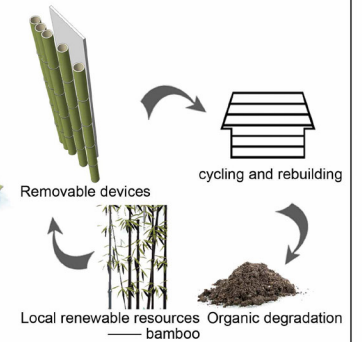 cycling and rebuilding
Removable devices
Local renewable resources
—— bamboo
Organic degradation